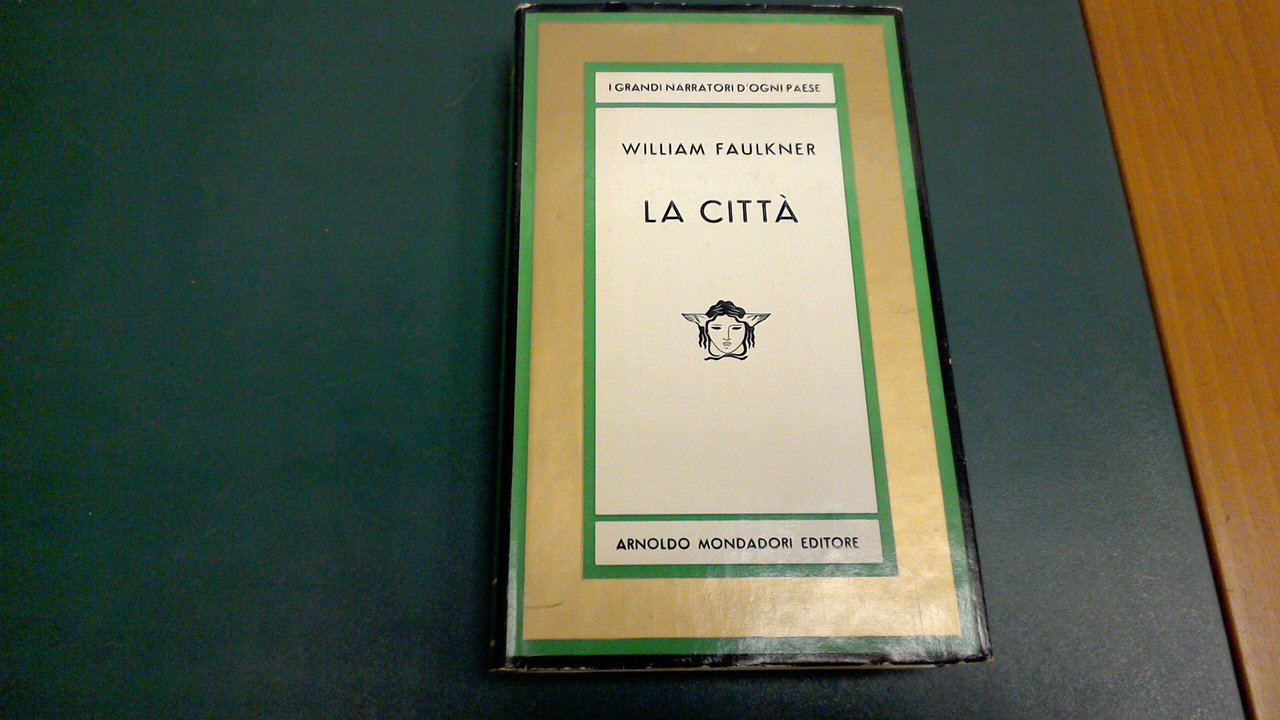 I GRANDI NARRATORI D'OGNI PAESE
WILLIAM FAULKNER
LA CITTÀ
ARNOLDO MONDADORI EDITORE